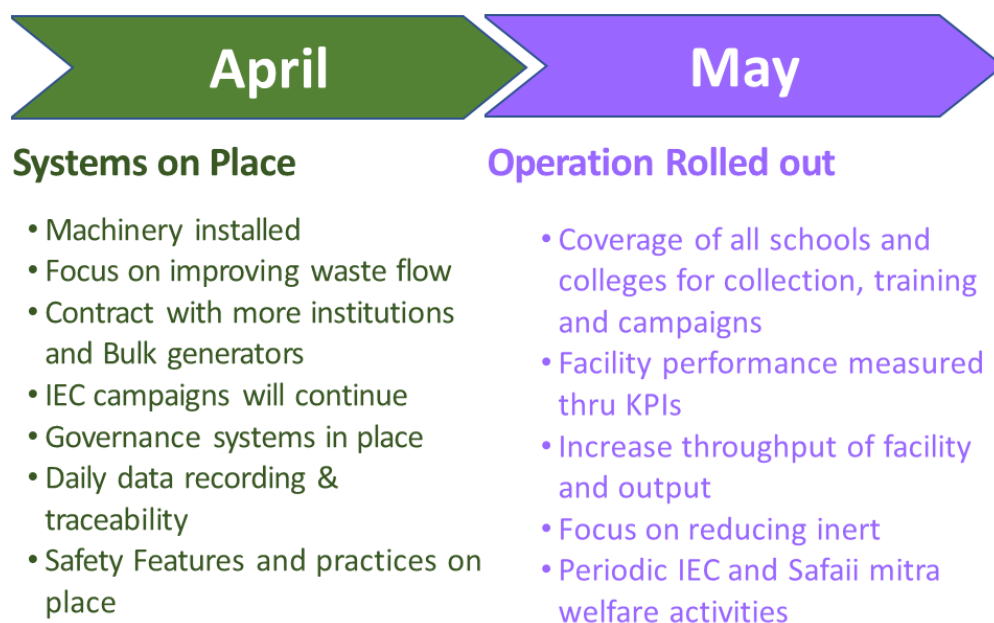 April
Systems on Place
• Machinery installed
• Focus on improving waste flow
• Contract with more institutions
and Bulk generators
• IEC campaigns will continue
• Governance systems in place
• Daily data recording &
traceability
• Safety Features and practices on
place
May
Operation Rolled out
• Coverage of all schools and
colleges for collection, training
and campaigns
• Facility performance measured
thru KPIs
• Increase throughput of facility
and output
• Focus on reducing inert
• Periodic IEC and Safaii mitra
welfare activities